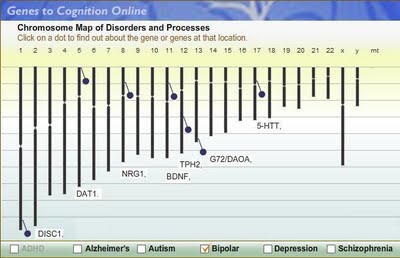 Genes to Cognition Online
Chromosome Map of Disorders and Processes
Click on a dot to find out about the gene or genes at that location.
1 2 3 4 5 6 7 8 9 10 11 12 13 14 15 16 17 18 19 20 21 22 x y mt
5-HTT,
G72/DAOA,
TPH2,
NRG1,
BDNF,
DAT1,
DISC1,
ADHD Alzheimer's Autism Bipolar Depression Schizophrenia